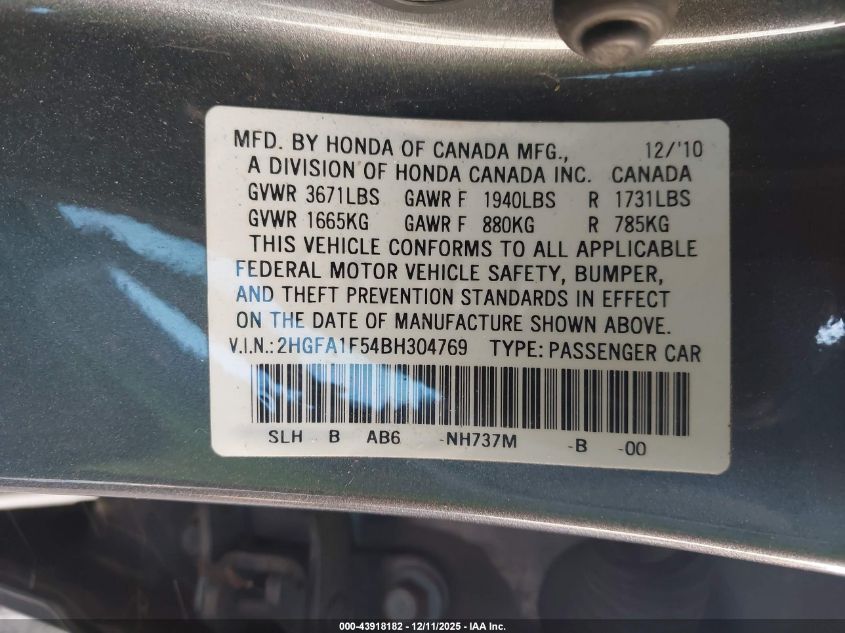 MFD. BY HONDA OF CANADA MFG., 12/'10
A DIVISION OF HONDA CANADA INC. CANADA
GVWR 3671LBS GAWR F 1940LBS R 1731LBS
GVWR 1665KG GAWR F 880KG R 785KG
THIS VEHICLE CONFORMS TO ALL APPLICABLE
FEDERAL MOTOR VEHICLE SAFETY, BUMPER,
AND THEFT PREVENTION STANDARDS IN EFFECT
ON THE DATE OF MANUFACTURE SHOWN ABOVE.
V.I.N.: 2HGFA1F54BH304769 TYPE: PASSENGER CAR
SLH B AB6 -NH737M -B -00
000-43918182 - 12/11/2025 - IAA Inc.